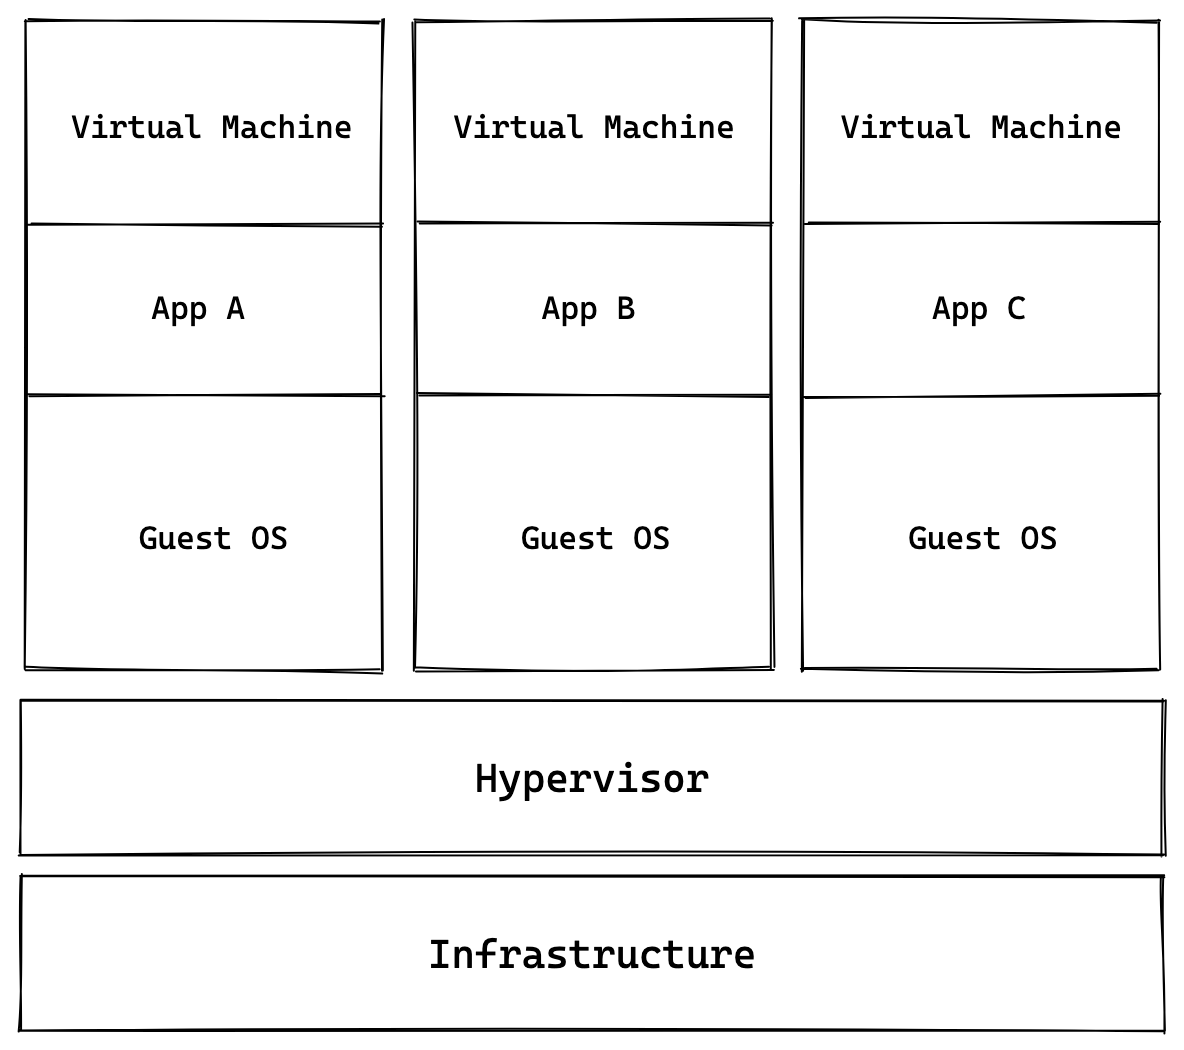 Virtual Machine
Virtual Machine
Virtual Machine
App A
App B
App C
Guest OS
Guest OS
Guest OS
Hypervisor
Infrastructure